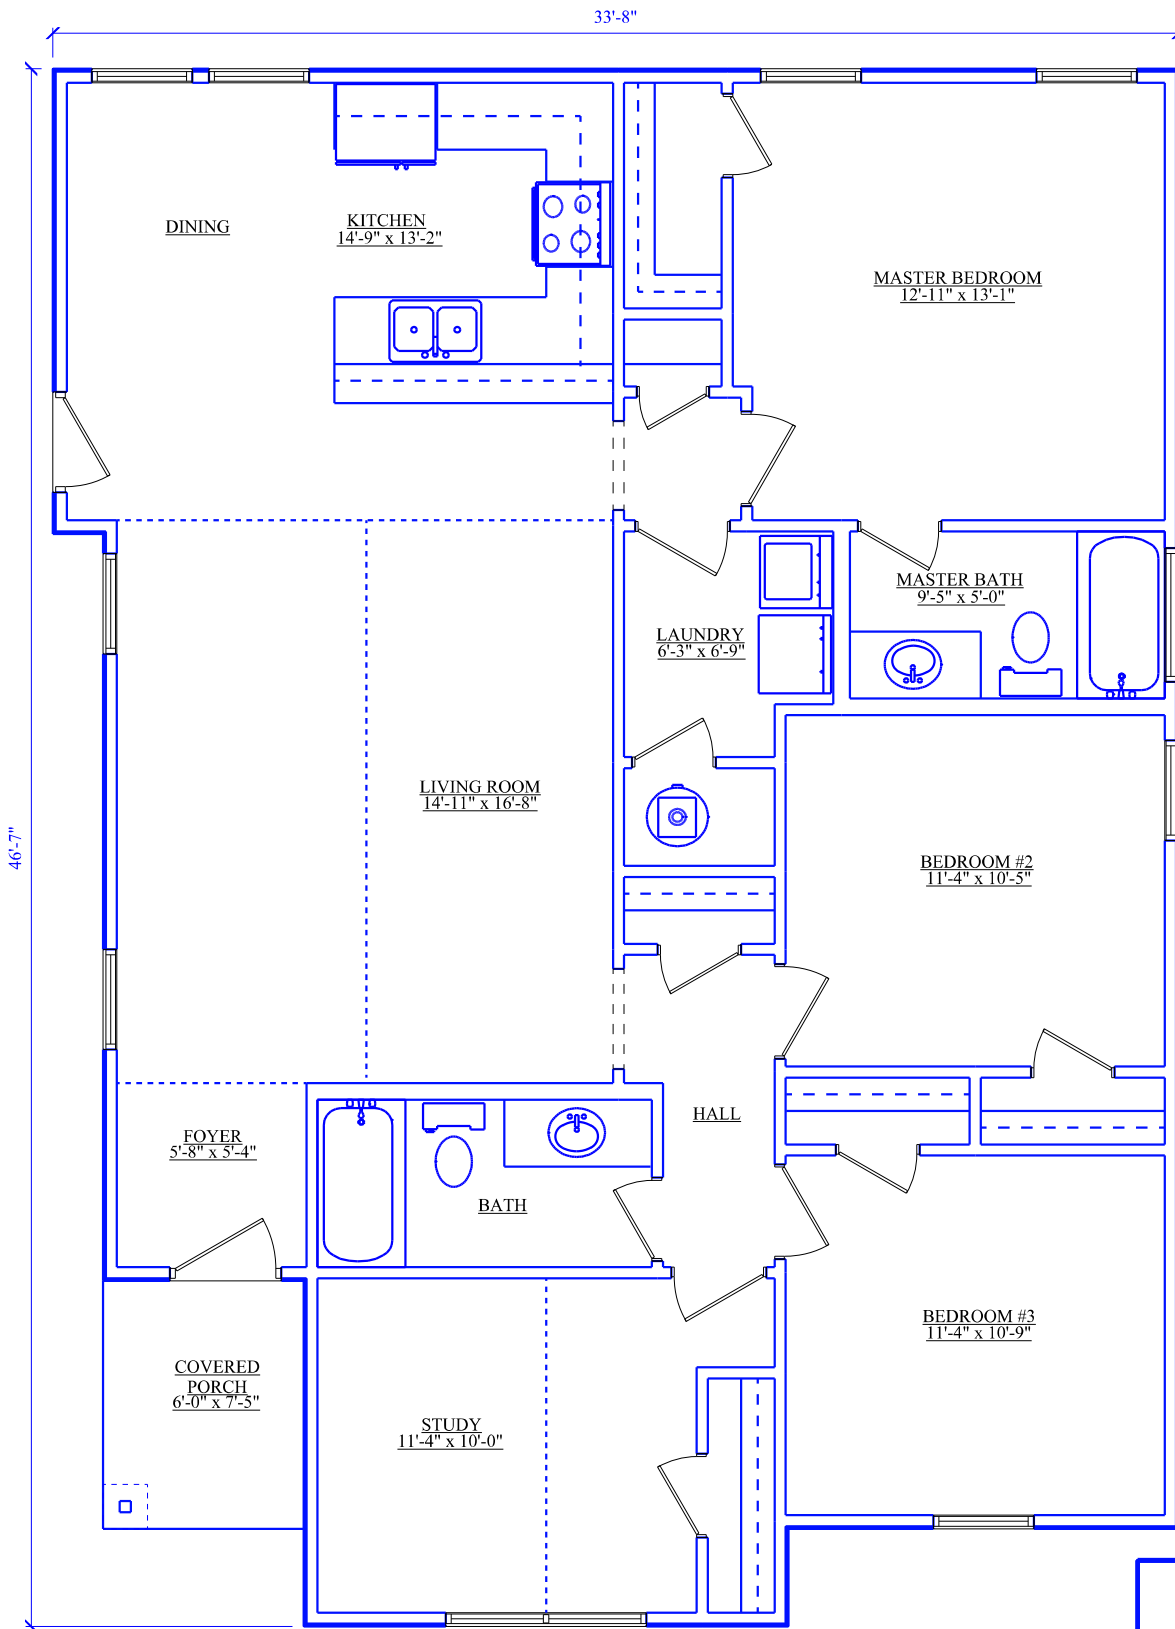 33'-8"
DINING
KITCHEN
14'-9" x 13'-2"
MASTER BEDROOM
12'-11" x 13'-1"
MASTER BATH
9'-5" x 5'-0"
LAUNDRY
6'-3" x 6'-9"
LIVING ROOM
14'-11" x 16'-8"
46'-7"
BEDROOM #2
11'-4" x 10'-5"
HALL
FOYER
5'-8" x 5'-4"
BATH
BEDROOM #3
11'-4" x 10'-9"
COVERED
PORCH
6'-0" x 7'-5"
STUDY
11'-4" x 10'-0"